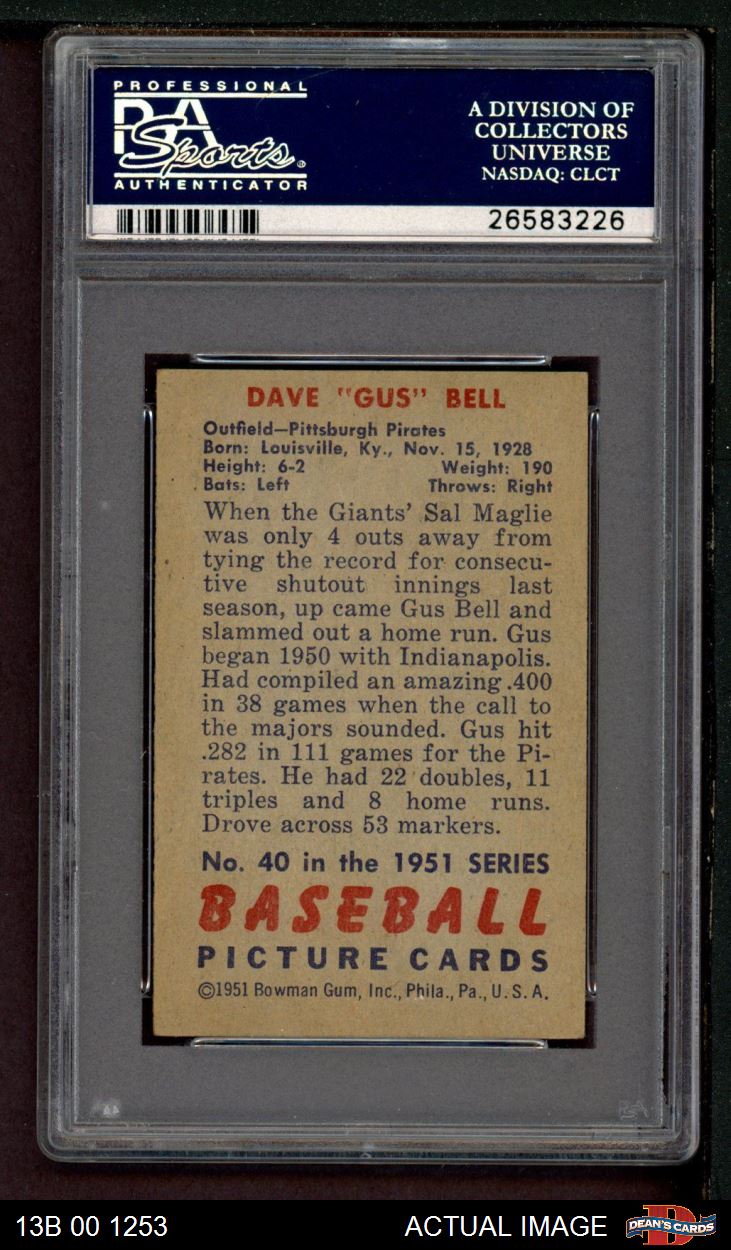 PROFESSIONAL
PSA
Sports®
AUTHENTICATOR
A DIVISION OF
COLLECTORS
UNIVERSE
NASDAQ: CLCT
26583226
DAVE "GUS" BELL
Outfield—Pittsburgh Pirates
Born: Louisville, Ky., Nov. 15, 1928
Height: 6-2 Weight: 190
Bats: Left Throws: Right
When the Giants' Sal Maglie
was only 4 outs away from
tying the record for consecu-
tive shutout innings last
season, up came Gus Bell and
slammed out a home run. Gus
began 1950 with Indianapolis.
Had compiled an amazing .400
in 38 games when the call to
the majors sounded. Gus hit
.282 in 111 games for the Pi-
rates. He had 22 doubles, 11
triples and 8 home runs.
Drove across 53 markers.
No. 40 in the 1951 SERIES
BASEBALL
PICTURE CARDS
©1951 Bowman Gum, Inc., Phila., Pa., U.S.A.
PSA
13B 00 1253
ACTUAL IMAGE
DEAN'S CARDS